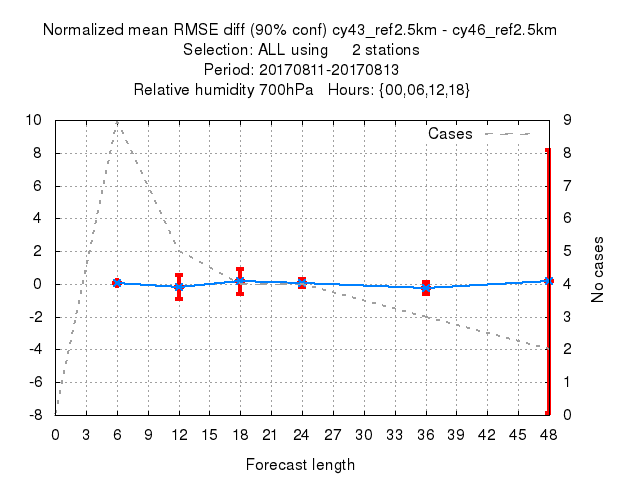 Normalized mean RMSE diff (90% conf) cy43_ref2.5km - cy46_ref2.5km
Selection: ALL using     2 stations
Period: 20170811-20170813
Relative humidity 700hPa   Hours: {00,06,12,18}
Cases
10
8
6
4
2
0
-2
-4
-6
-8
9
8
7
6
5
4
3
2
1
0
No cases
0 3 6 9 12 15 18 21 24 27 30 33 36 39 42 45 48
Forecast length